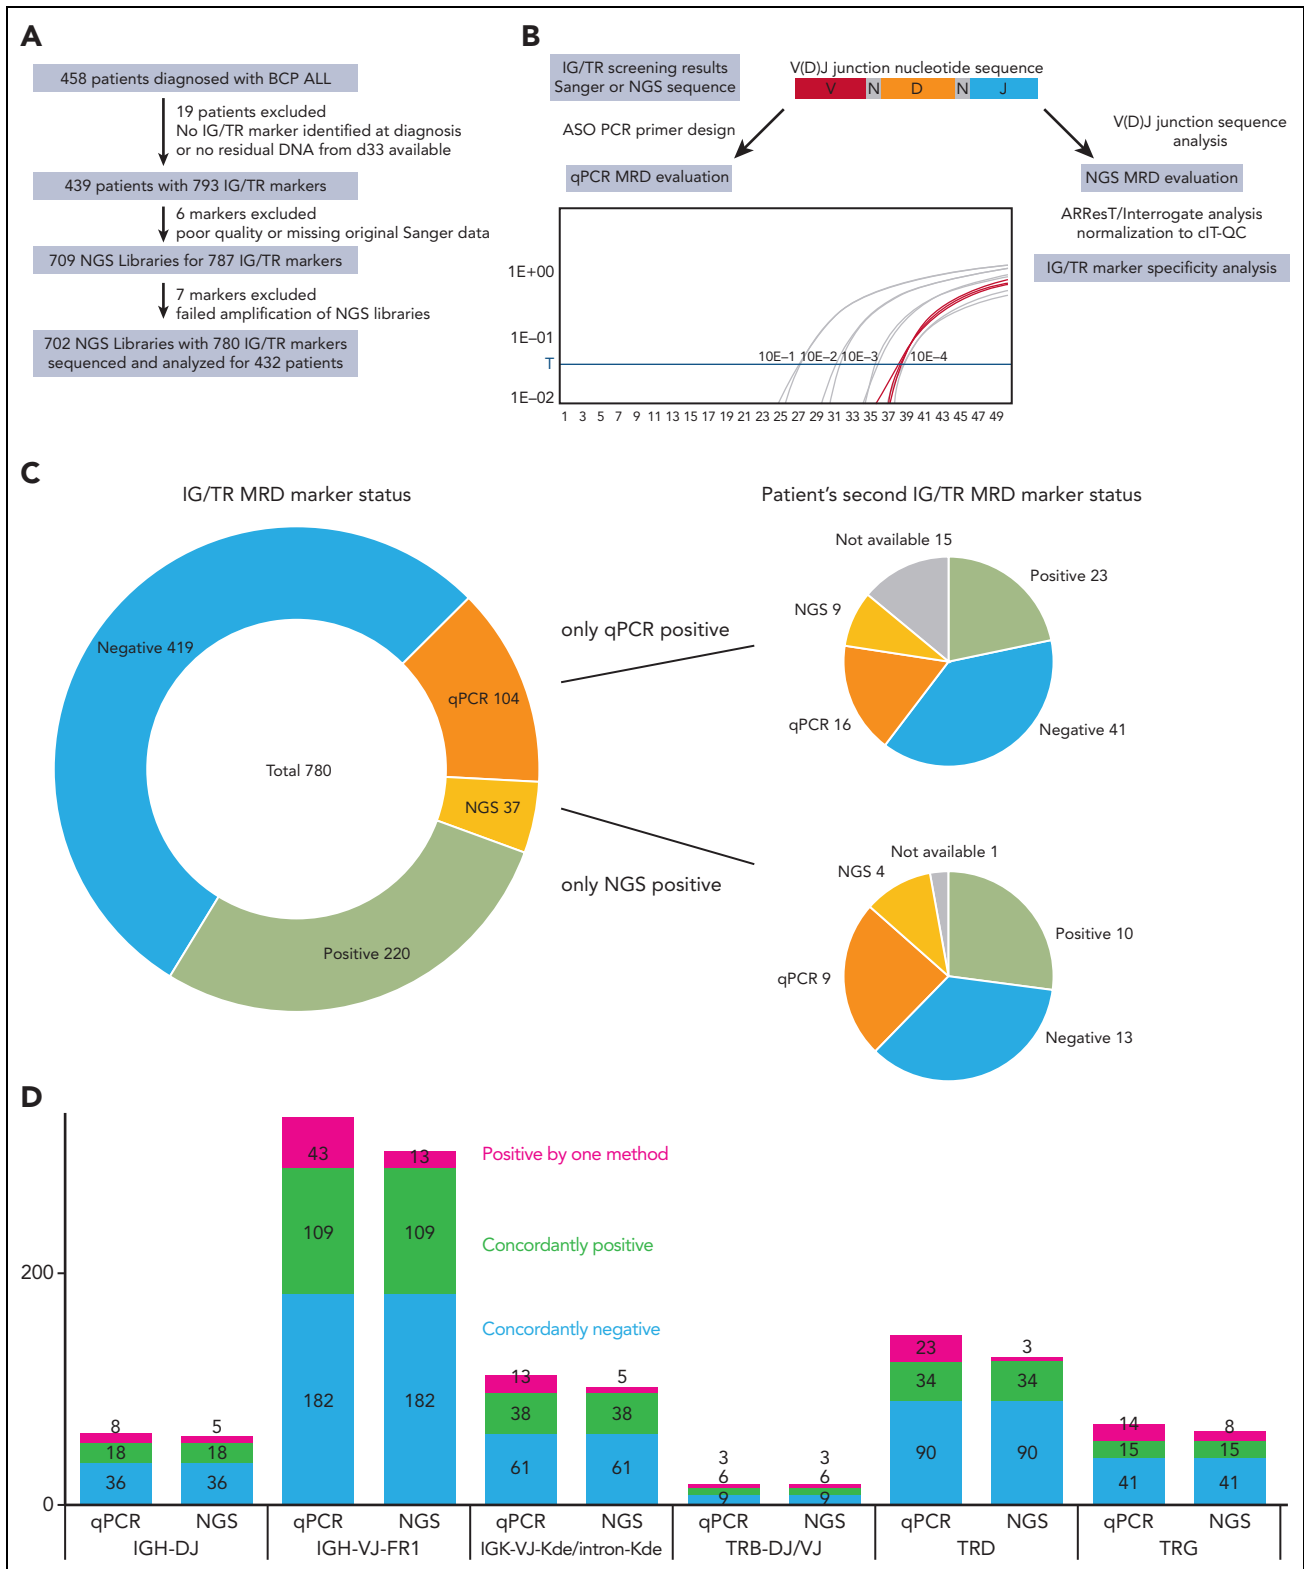 A
458 patients diagnosed with BCP ALL
19 patients excluded
No IG/TR marker identified at diagnosis
or no residual DNA from d33 available
439 patients with 793 IG/TR markers
6 markers excluded
poor quality or missing original Sanger data
709 NGS Libraries for 787 IG/TR markers
7 markers excluded
failed amplification of NGS libraries
702 NGS Libraries with 780 IG/TR markers
sequenced and analyzed for 432 patients
B
IG/TR screening results
Sanger or NGS sequence
V(D)J junction nucleotide sequence
V N D N J
ASO PCR primer design
V(D)J junction sequence
analysis
qPCR MRD evaluation
NGS MRD evaluation
ARResT/Interrogate analysis
normalization to cIT-QC
IG/TR marker specificity analysis
1E+00
1E–01
T
1E–02
10E–1 10E–2 10E–3 10E–4
1 3 5 7 9 11 13 15 17 19 21 23 25 27 29 31 33 35 37 39 41 43 45 47 49
C
IG/TR MRD marker status
Negative 419
qPCR 104
NGS 37
Positive 220
Total 780
only qPCR positive
only NGS positive
Patient's second IG/TR MRD marker status
Not available 15
Positive 23
NGS 9
qPCR 16
Negative 41
Not available 1
NGS 4
Positive 10
qPCR 9
Negative 13
D
Positive by one method
Concordantly positive
Concordantly negative
200
0
8 5 43 13 13 5 3 3 23 3 14 8
18 18 109 109 38 38 6 6 34 34 15 15
36 36 182 182 61 61 9 9 90 90 41 41
qPCR NGS qPCR NGS qPCR NGS qPCR NGS qPCR NGS qPCR NGS
IGH-DJ IGH-VJ-FR1 IGK-VJ-Kde/intron-Kde TRB-DJ/VJ TRD TRG